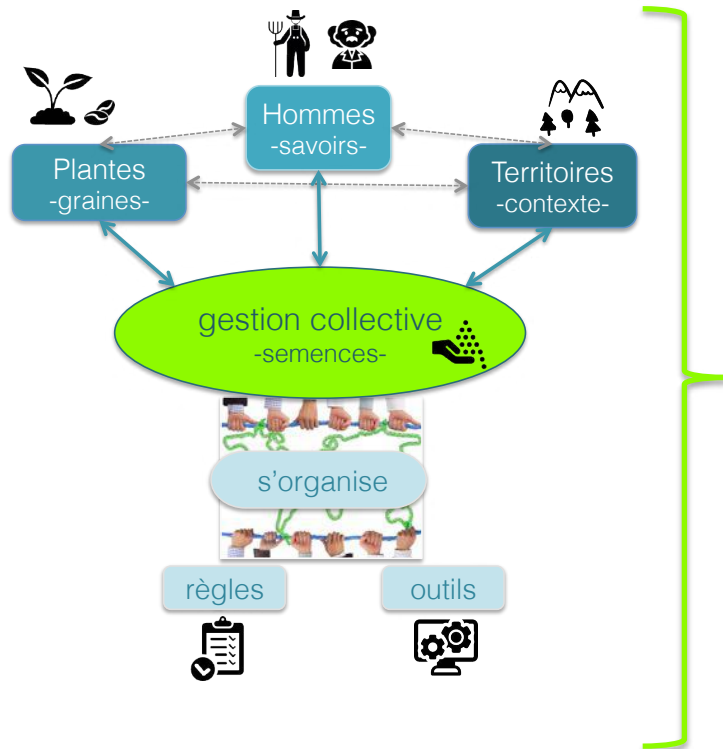 Hommes
-savoirs-
Plantes
-graines-
Territoires
-contexte-
gestion collective
-semences-
s’organise
règles
outils